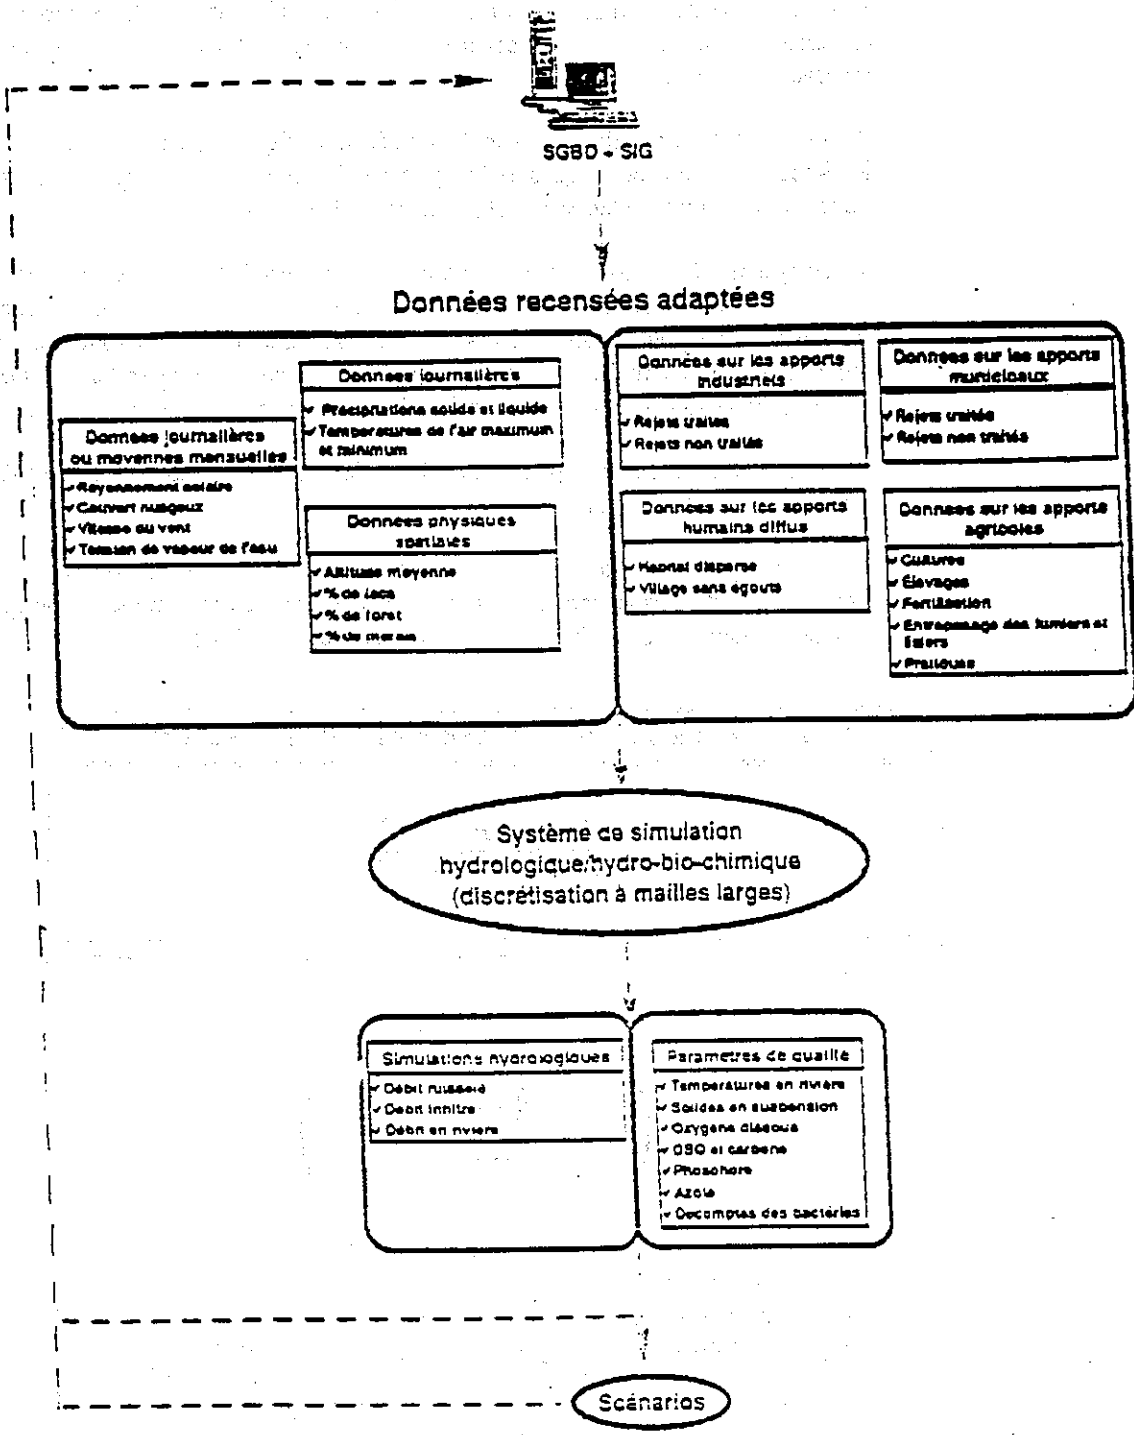 SGBD + SIG
Données recensées adaptées
Données journalières
ou moyennes mensuelles
✓ Rayonnement solaire
✓ Couvert nuageux
✓ Vitesse du vent
✓ Tension de vapeur de l'eau
Données journalières
✓ Précipitations solide et liquide
✓ Températures de l'air maximum
et minimum
Données physiques
spatiales
✓ Altitude moyenne
✓ % de lacs
✓ % de foret
✓ % de marais
Données sur les apports
industriels
✓ Rejets traités
✓ Rejets non traités
Données sur les apports
municipaux
✓ Rejets traités
✓ Rejets non traités
Données sur les apports
humains diffus
✓ Habitat disperse
✓ Village sans égouts
Données sur les apports
agricoles
✓ Cultures
✓ Élevages
✓ Fertilisation
✓ Entreposage des fumiers et
lisiers
✓ Pratiques
Système de simulation
hydrologique/hydro-bio-chimique
(discrétisation à mailles larges)
Simulations hydrologiques
✓ Débit ruisselé
✓ Débit infiltré
✓ Débit en rivière
Paramètres de qualité
✓ Températures en rivière
✓ Solides en suspension
✓ Oxygène dissous
✓ DBO et carbone
✓ Phosphore
✓ Azote
✓ Décomptes des bactéries
Scénarios